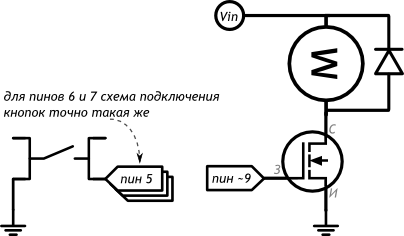 Vin
для пинов 6 и 7 схема подключения
кнопок точно такая же
M
С
З
И
пин 5
пин ~9